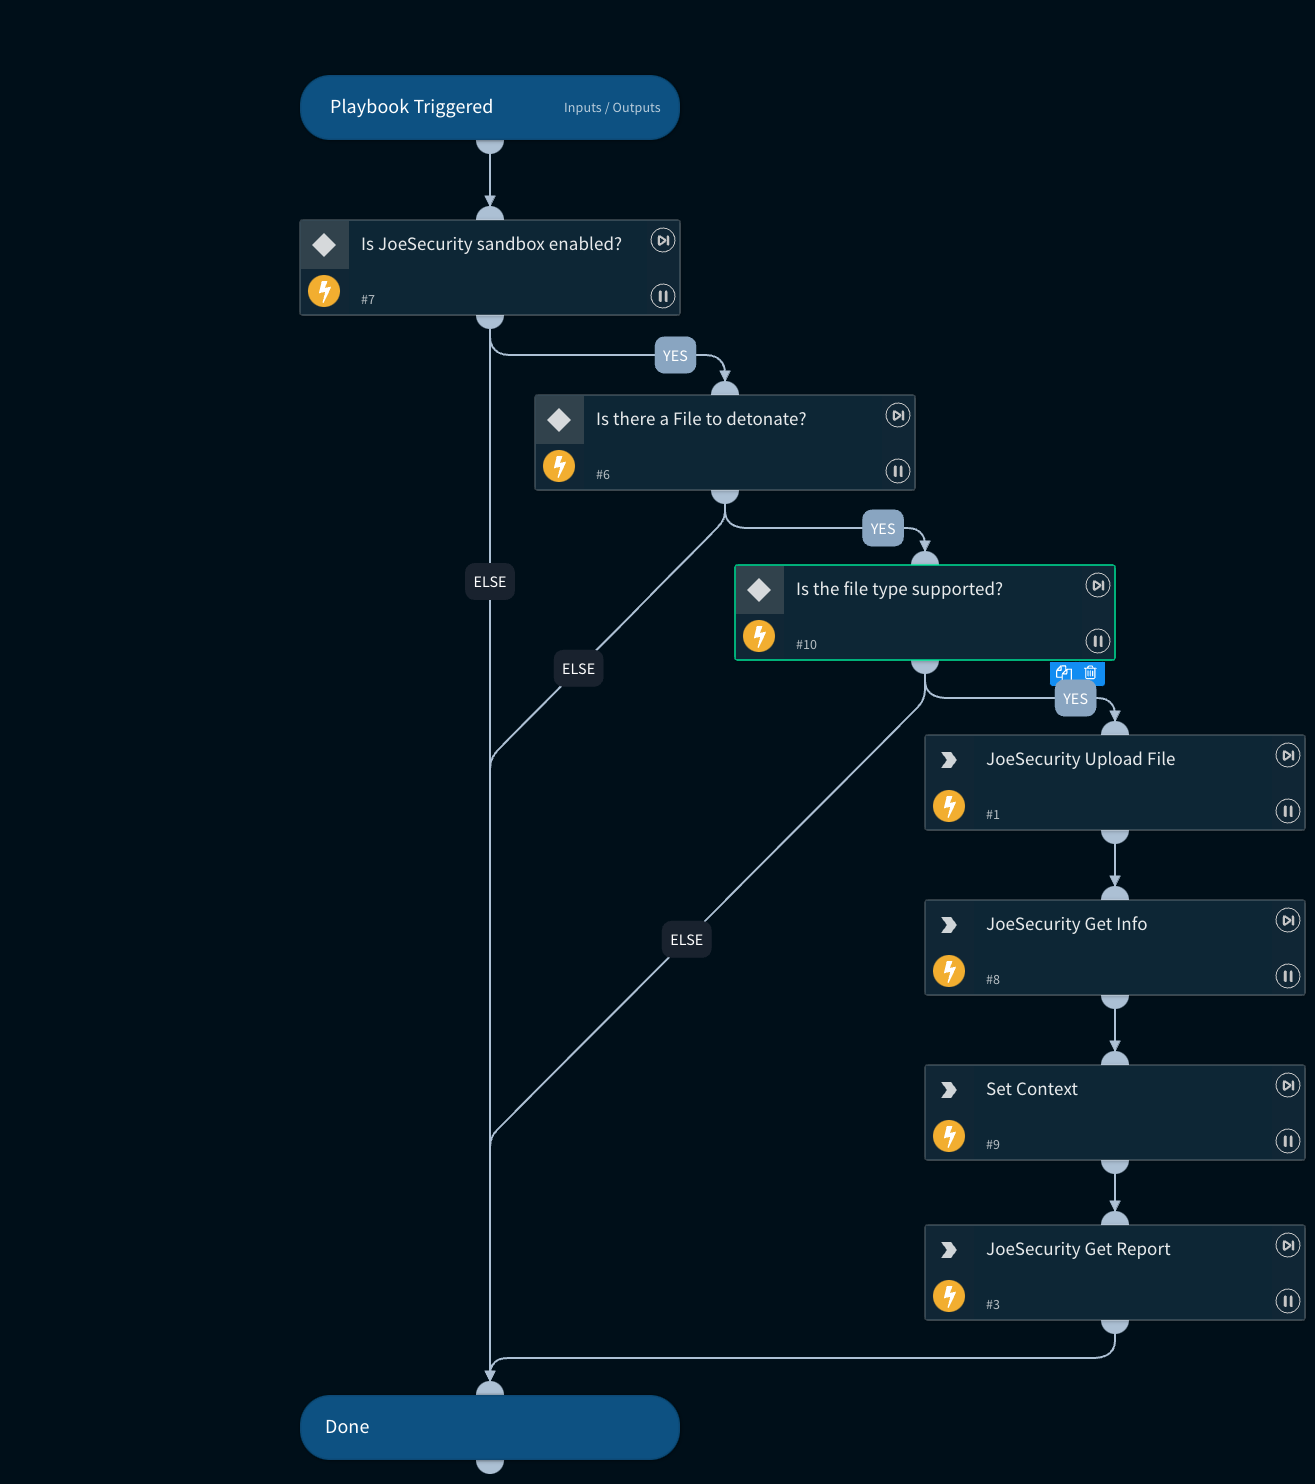 Playbook Triggered
Inputs / Outputs
Is JoeSecurity sandbox enabled?
#7
YES
Is there a File to detonate?
#6
YES
ELSE
Is the file type supported?
#10
ELSE
YES
JoeSecurity Upload File
#1
JoeSecurity Get Info
ELSE
#8
Set Context
#9
JoeSecurity Get Report
#3
Done